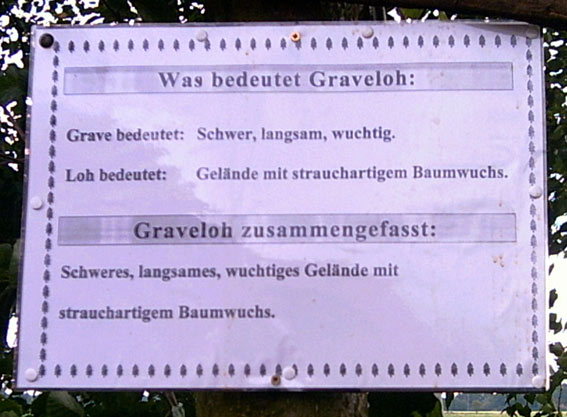 Was bedeutet Graveloh:
Grave bedeutet: Schwer, langsam, wuchtig.
Loh bedeutet: Gelände mit strauchartigem Baumwuchs.
Graveloh zusammengefasst:
Schweres, langsames, wuchtiges Gelände mit
strauchartigem Baumwuchs.